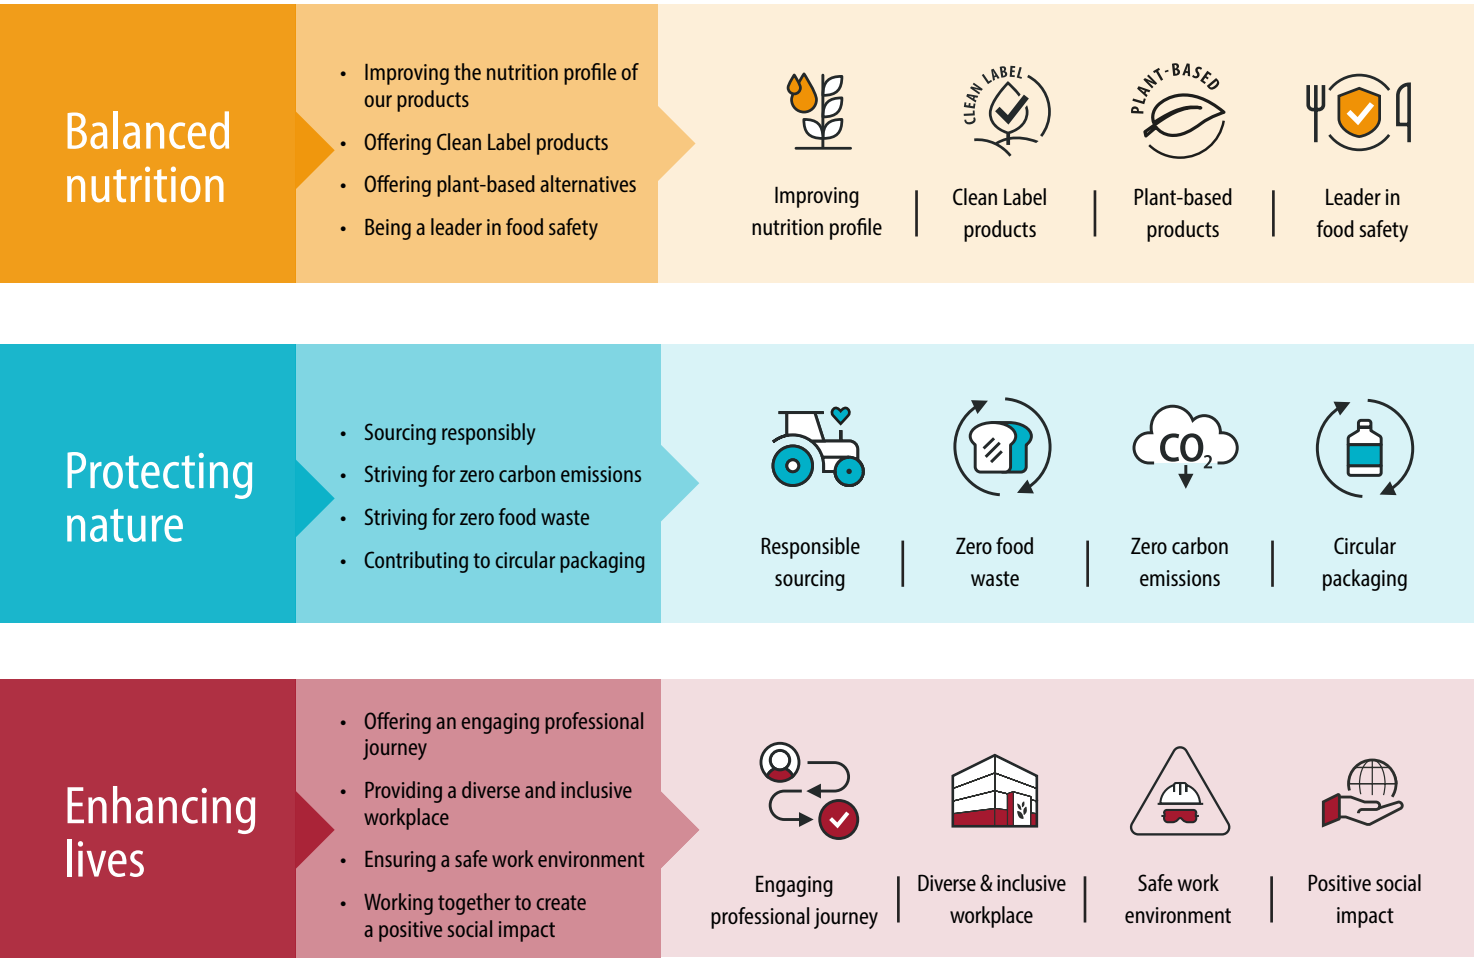 Balanced
nutrition
• Improving the nutrition profile of
our products
• Offering Clean Label products
• Offering plant-based alternatives
• Being a leader in food safety
CLEAN LABEL
PLANT-BASED
Improving
nutrition profile
Clean Label
products
Plant-based
products
Leader in
food safety
Protecting
nature
• Sourcing responsibly
• Striving for zero carbon emissions
• Striving for zero food waste
• Contributing to circular packaging
CO2
Responsible
sourcing
Zero food
waste
Zero carbon
emissions
Circular
packaging
Enhancing
lives
• Offering an engaging professional
journey
• Providing a diverse and inclusive
workplace
• Ensuring a safe work environment
• Working together to create
a positive social impact
Engaging
professional journey
Diverse & inclusive
workplace
Safe work
environment
Positive social
impact